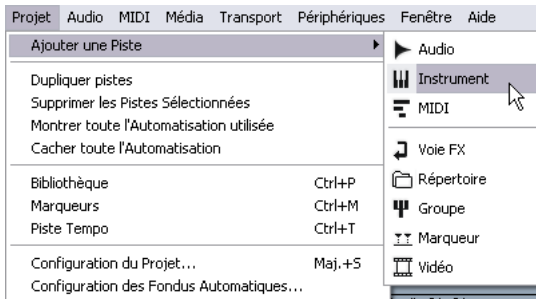 Projet Audio MIDI Média Transport Périphériques Fenêtre Aide
Ajouter une Piste
Dupliquer pistes
Supprimer les Pistes Sélectionnées
Montrer toute l'Automatisation utilisée
Cacher toute l'Automatisation
Bibliothèque Ctrl+P
Marqueurs Ctrl+M
Piste Tempo Ctrl+T
Configuration du Projet... Maj.+S
Configuration des Fondus Automatiques...
Audio
Instrument
MIDI
Voie FX
Répertoire
Groupe
Marqueur
Vidéo